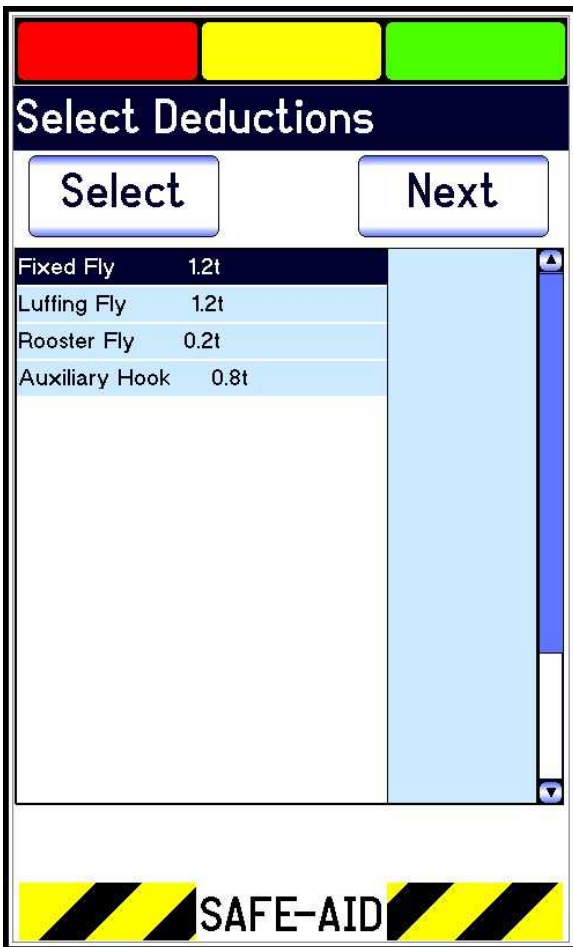 Select Deductions
Select Next
Fixed Fly 1.2t
Luffing Fly 1.2t
Rooster Fly 0.2t
Auxiliary Hook 0.8t
SAFE-AID